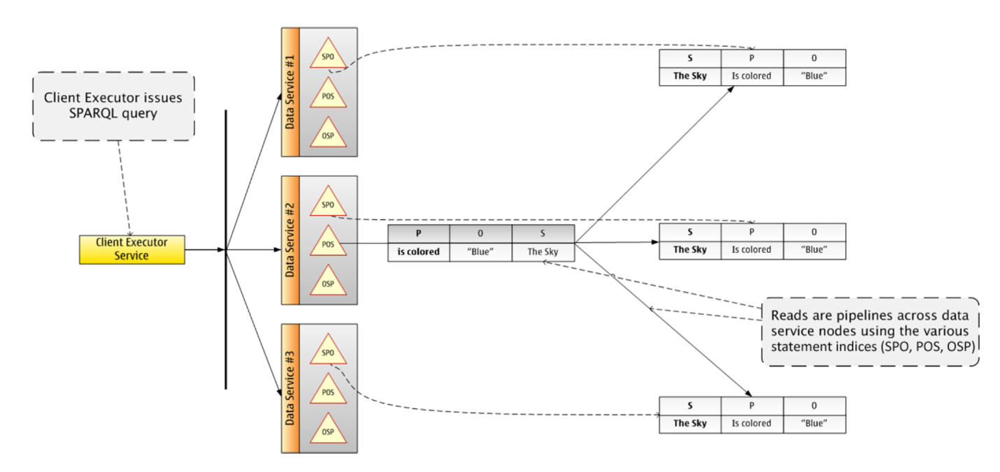 Client Executor issues
SPARQL query
Client Executor
Service
Data Service #1
SPO
POS
OSP
Data Service #2
SPO
POS
OSP
Data Service #3
SPO
POS
OSP
P O S
is colored "Blue" The Sky
S P O
The Sky Is colored “Blue”
S P O
The Sky Is colored “Blue”
S P O
The Sky Is colored “Blue”
Reads are pipelines across data
service nodes using the various
statement indices (SPO, POS, OSP)